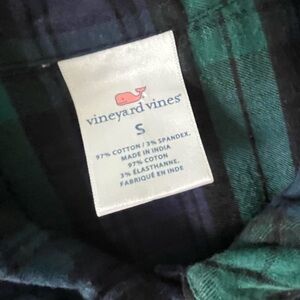 vineyard vines®
S
97% COTTON / 3% SPANDEX.
MADE IN INDIA
97% COTON
3% ÉLASTHANNE.
FABRIQUÉ EN INDE